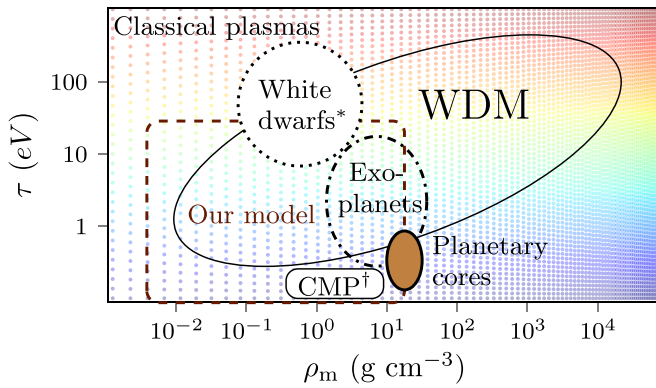 Classical plasmas
White
dwarfs*
WDM
Exo-
planets
Our model
Planetary
cores
CMP†
100
10
1
τ (eV)
10⁻² 10⁻¹ 10⁰ 10¹ 10² 10³ 10⁴
ρₘ (g cm⁻³)